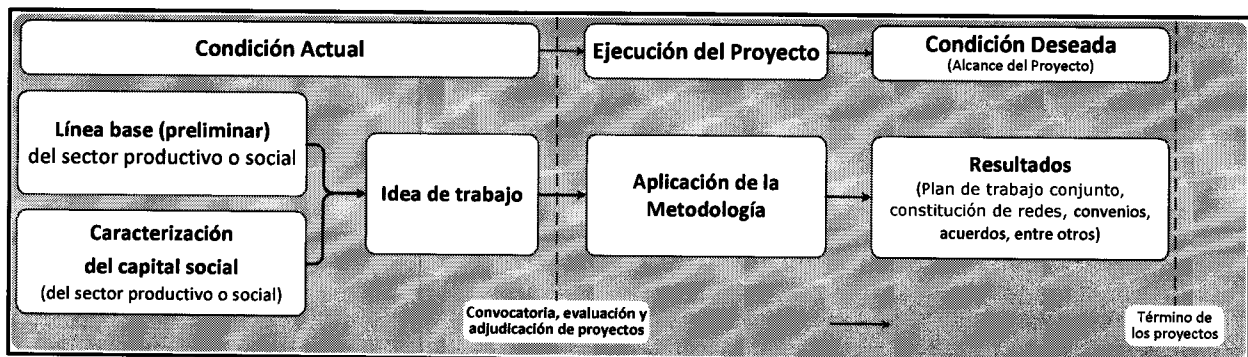 Condición Actual
Ejecución del Proyecto
Condición Deseada
(Alcance del Proyecto)
Línea base (preliminar)
del sector productivo o social
Caracterización
del capital social
(del sector productivo o social)
Idea de trabajo
Aplicación de la
Metodología
Resultados
(Plan de trabajo conjunto,
constitución de redes, convenios,
acuerdos, entre otros)
Convocatoria, evaluación y
adjudicación de proyectos
Término de
los proyectos